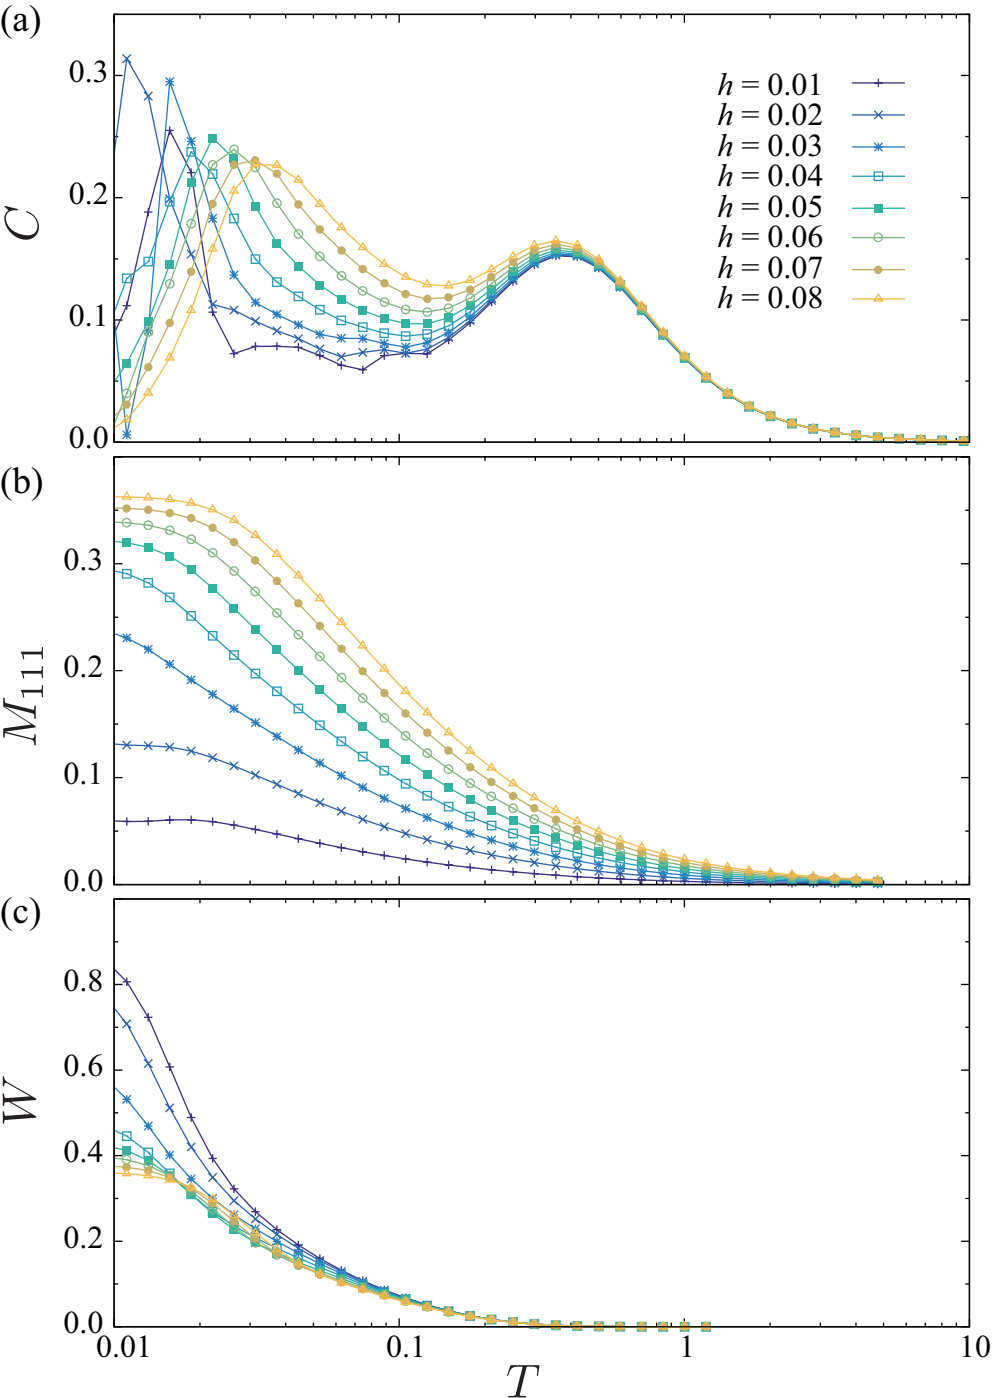 (a)
C
0.3
0.2
0.1
0.0
h = 0.01
h = 0.02
h = 0.03
h = 0.04
h = 0.05
h = 0.06
h = 0.07
h = 0.08
(b)
M111
0.3
0.2
0.1
0.0
(c)
W
0.8
0.6
0.4
0.2
0.0
0.01 0.1 1 10
T